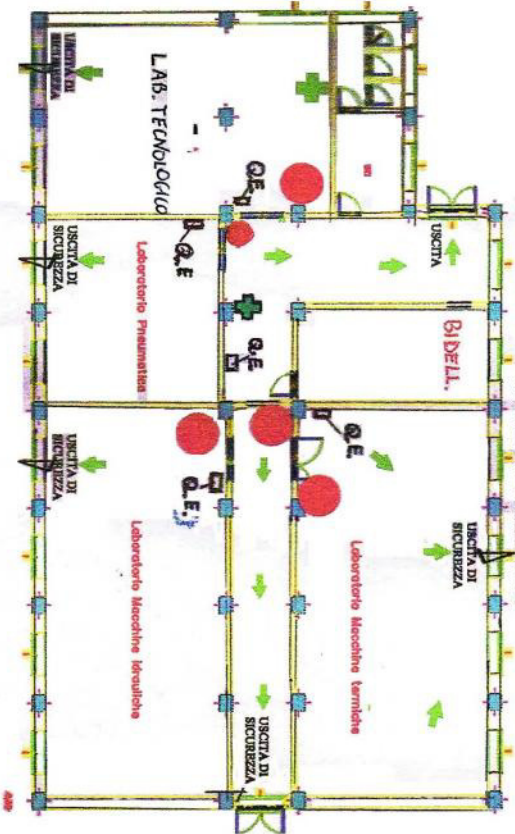 USCITA DI
SICUREZZA
LAB. TECNOLOGICO
Q.E
USCITA
USCITA DI
SICUREZZA
Laboratorio Pneumatica
Q.E
Q.E
BIDELL.
USCITA DI
SICUREZZA
Q.E.
Q.E.
USCITA DI
SICUREZZA
Laboratorio Macchine Idrauliche
Laboratorio Macchine termiche
USCITA DI
SICUREZZA